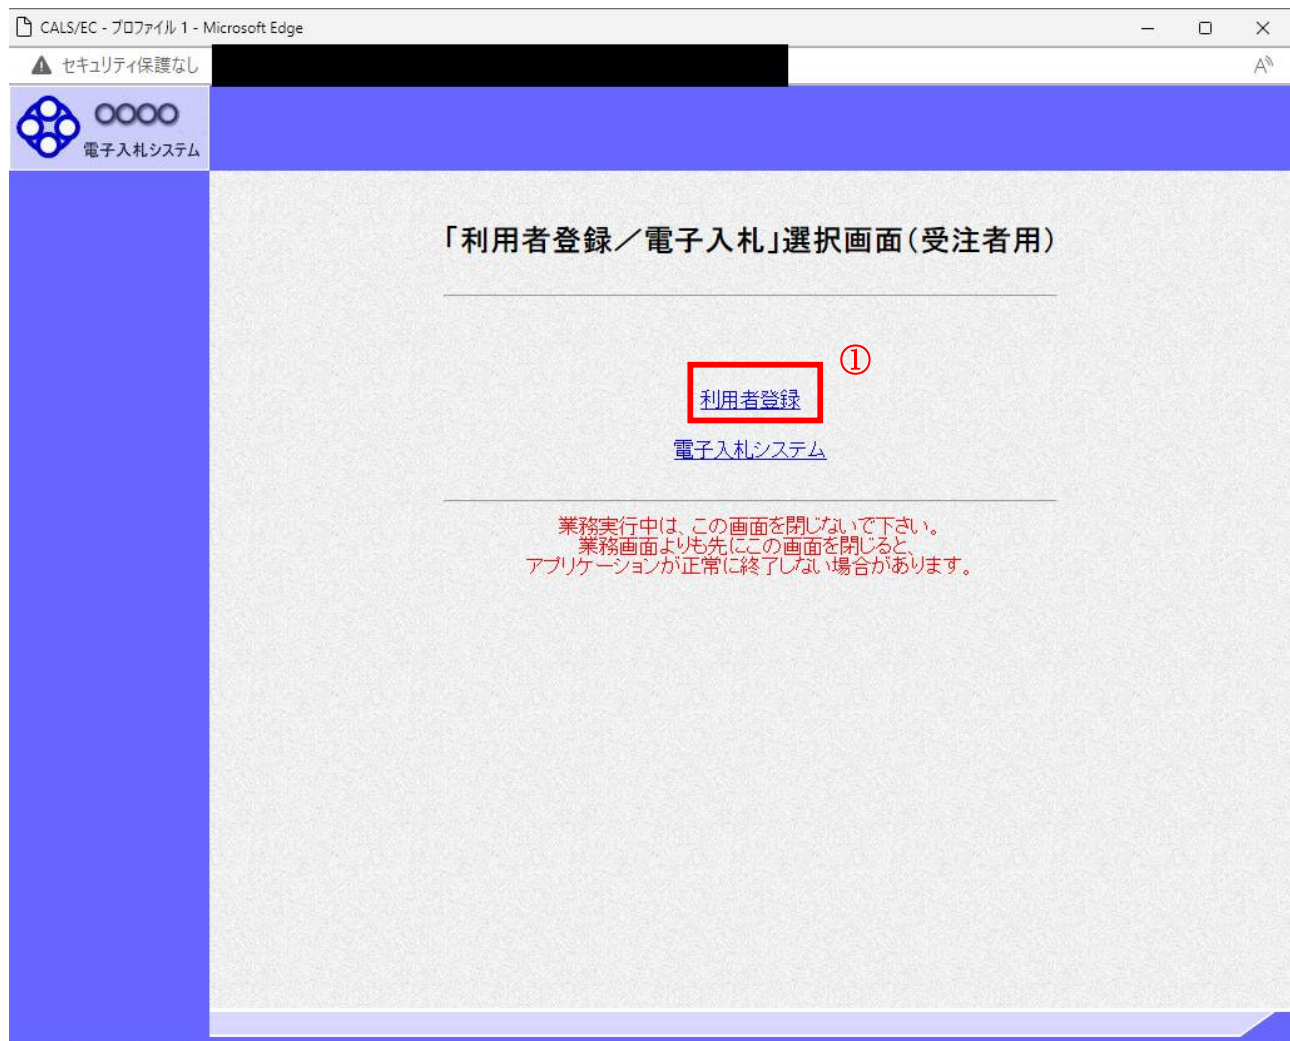 CALS/EC - プロファイル 1 - Microsoft Edge
セキュリティ保護なし
○○○○
電子入札システム
「利用者登録／電子入札」選択画面(受注者用)
①
利用者登録
電子入札システム
業務実行中は、この画面を閉じないで下さい。
業務画面よりも先にこの画面を閉じると、
アプリケーションが正常に終了しない場合があります。